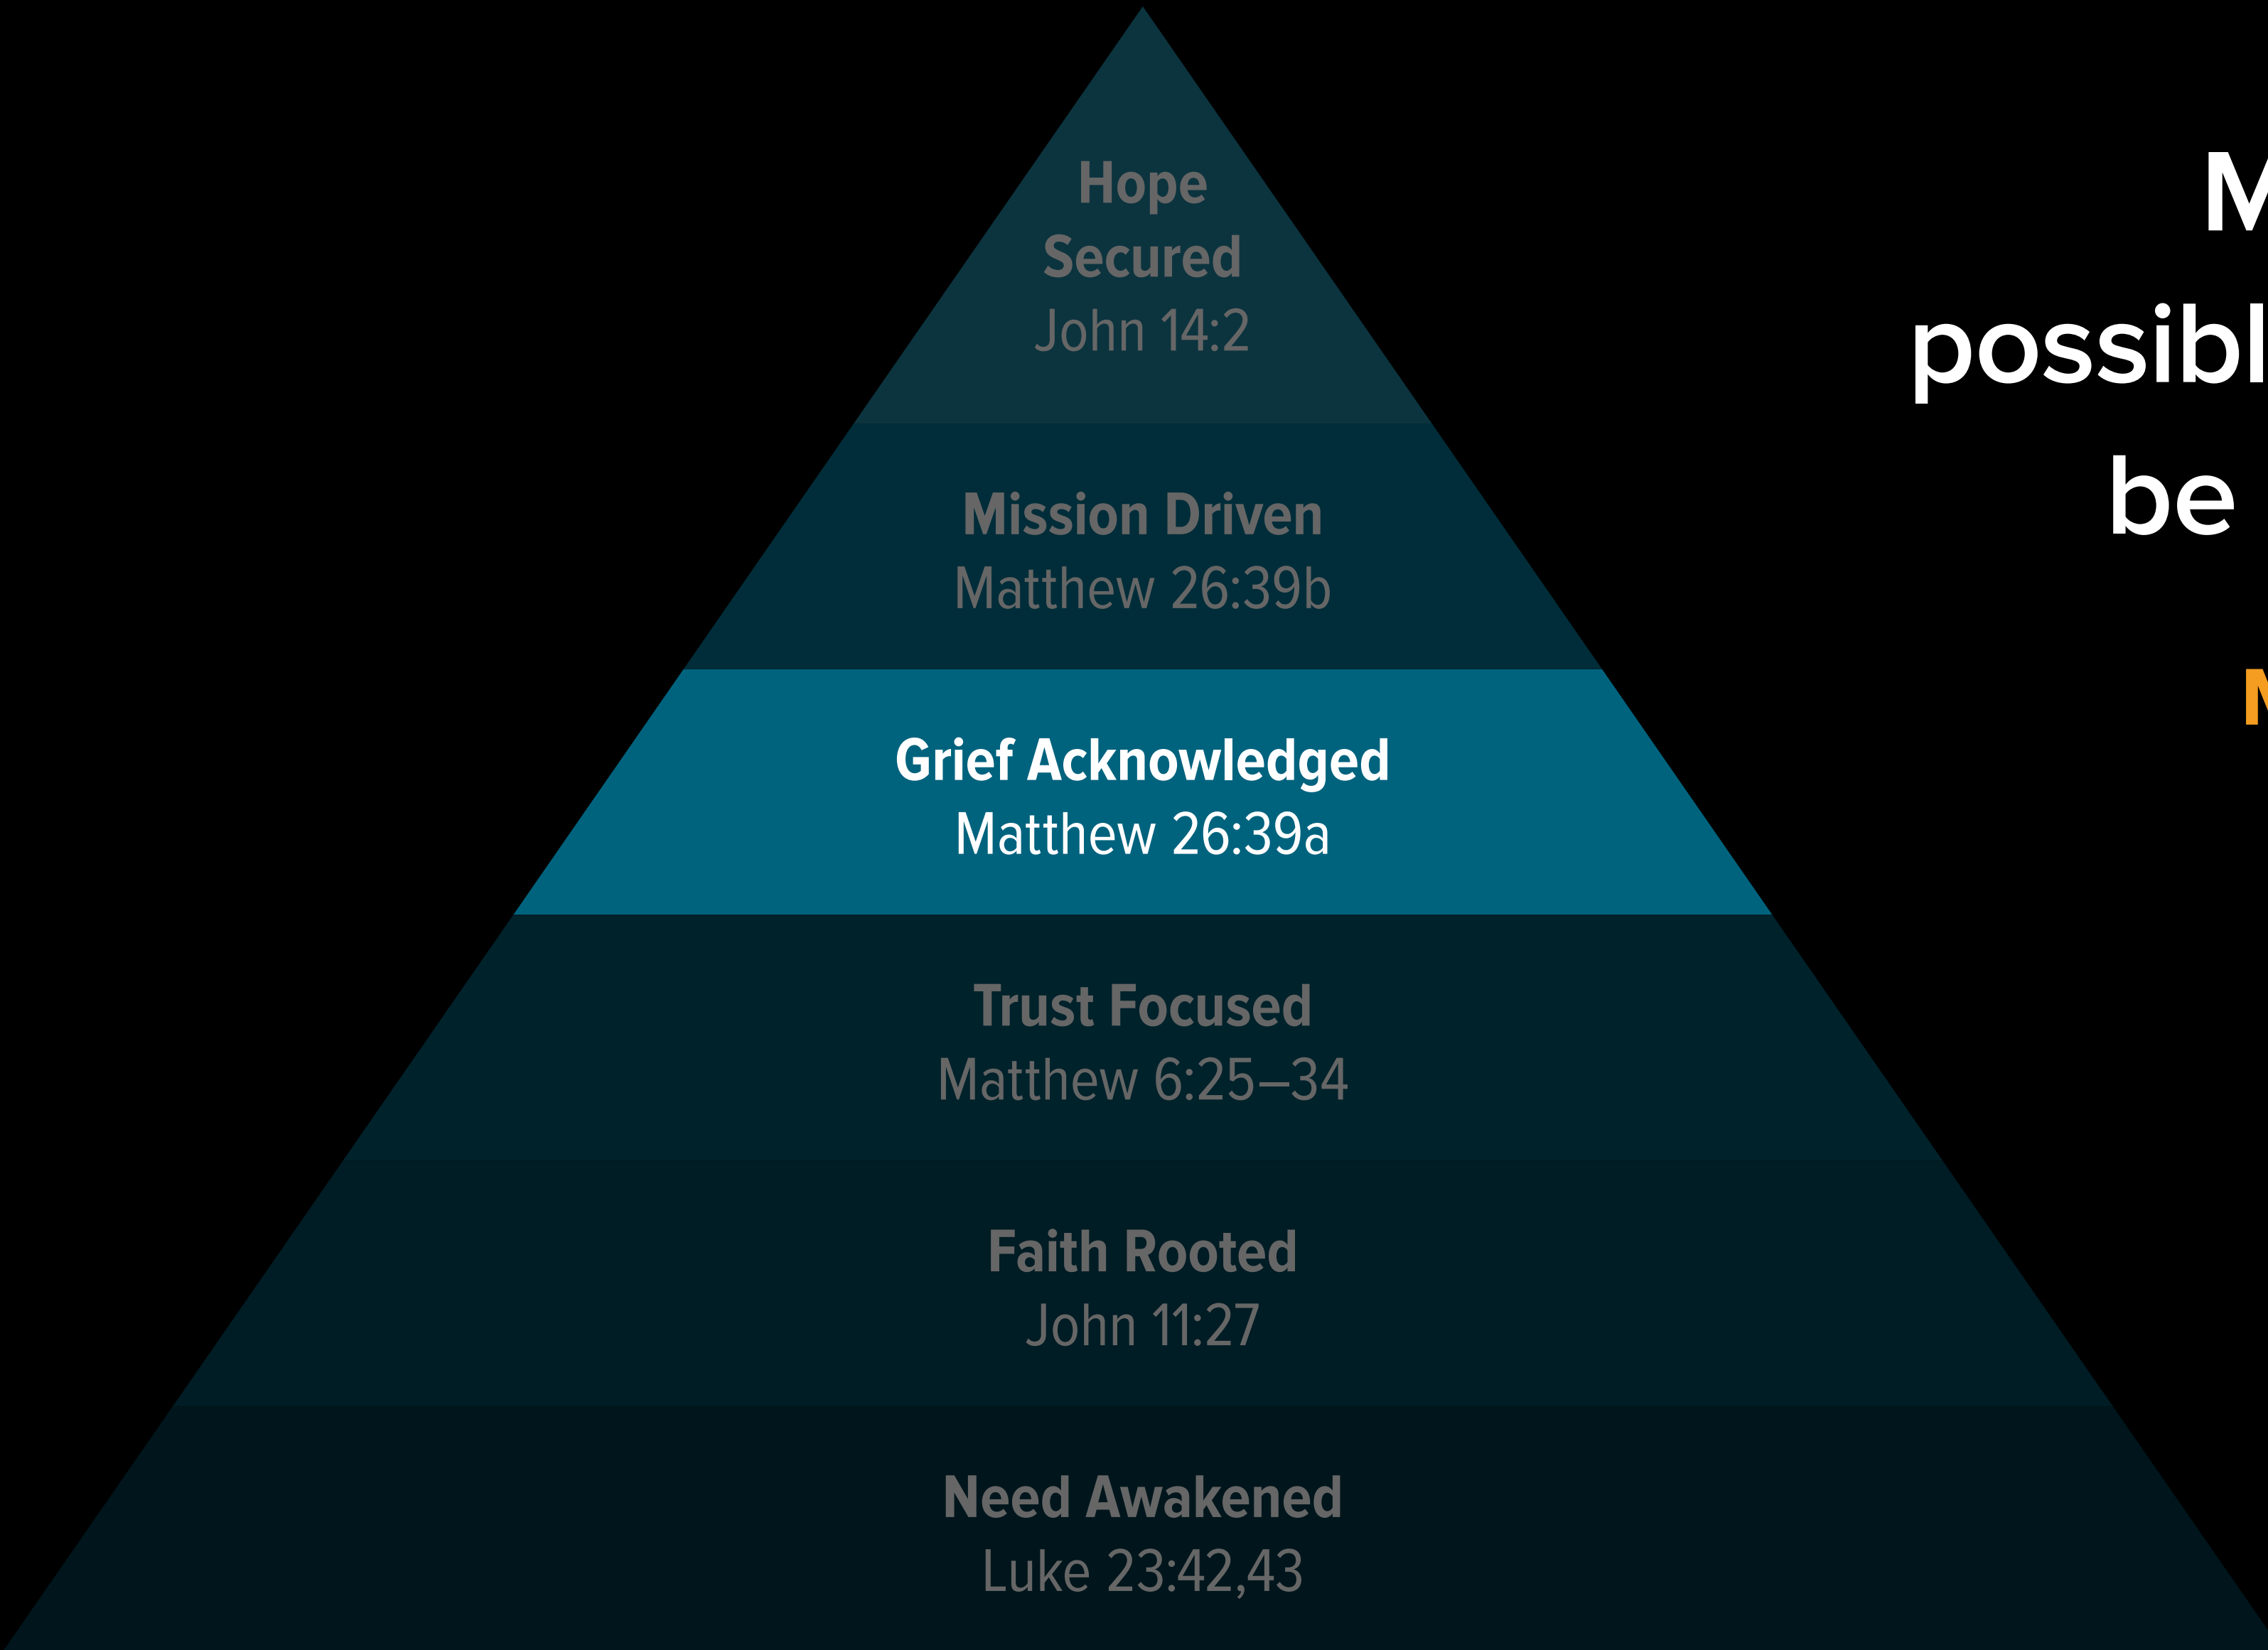 Hope
Secured
John 14:2
Mission Driven
Matthew 26:39b
Grief Acknowledged
Matthew 26:39a
Trust Focused
Matthew 6:25–34
Faith Rooted
John 11:27
Need Awakened
Luke 23:42,43
be